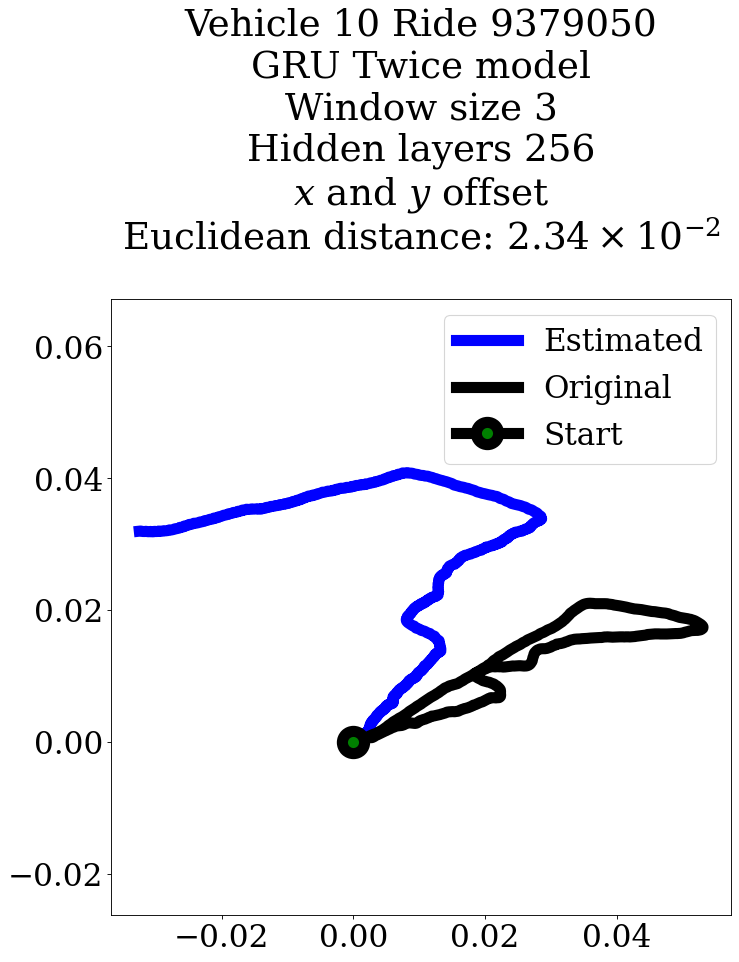 Vehicle 10 Ride 9379050
GRU Twice model
Window size 3
Hidden layers 256
x and y offset
Euclidean distance: 2.34 × 10⁻²
Estimated
Original
Start
0.06
0.04
0.02
0.00
−0.02
−0.02 0.00 0.02 0.04